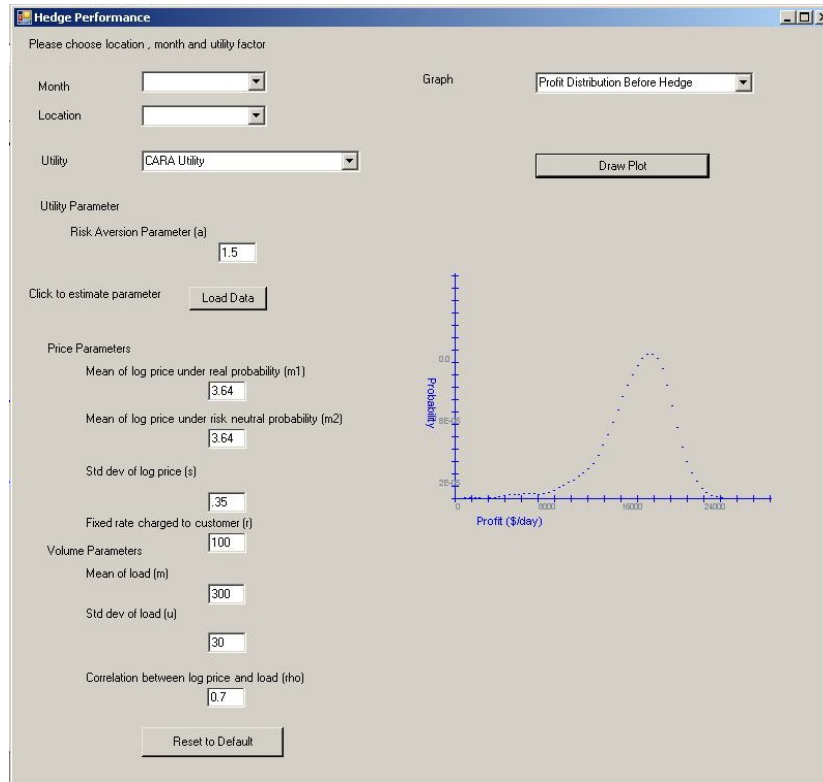 Hedge Performance
Please choose location , month and utility factor
Month
Location
Utility
CARA Utility
Utility Parameter
Risk Aversion Parameter (a)
1.5
Click to estimate parameter
Load Data
Price Parameters
Mean of log price under real probability (m1)
3.64
Mean of log price under risk neutral probability (m2)
3.64
Std dev of log price (s)
.35
Fixed rate charged to customer (r)
100
Volume Parameters
Mean of load (m)
300
Std dev of load (u)
30
Correlation between log price and load (rho)
0.7
Reset to Default
Graph
Profit Distribution Before Hedge
Draw Plot
0.0
Probability
0
8000
16000
24000
Profit ($/day)